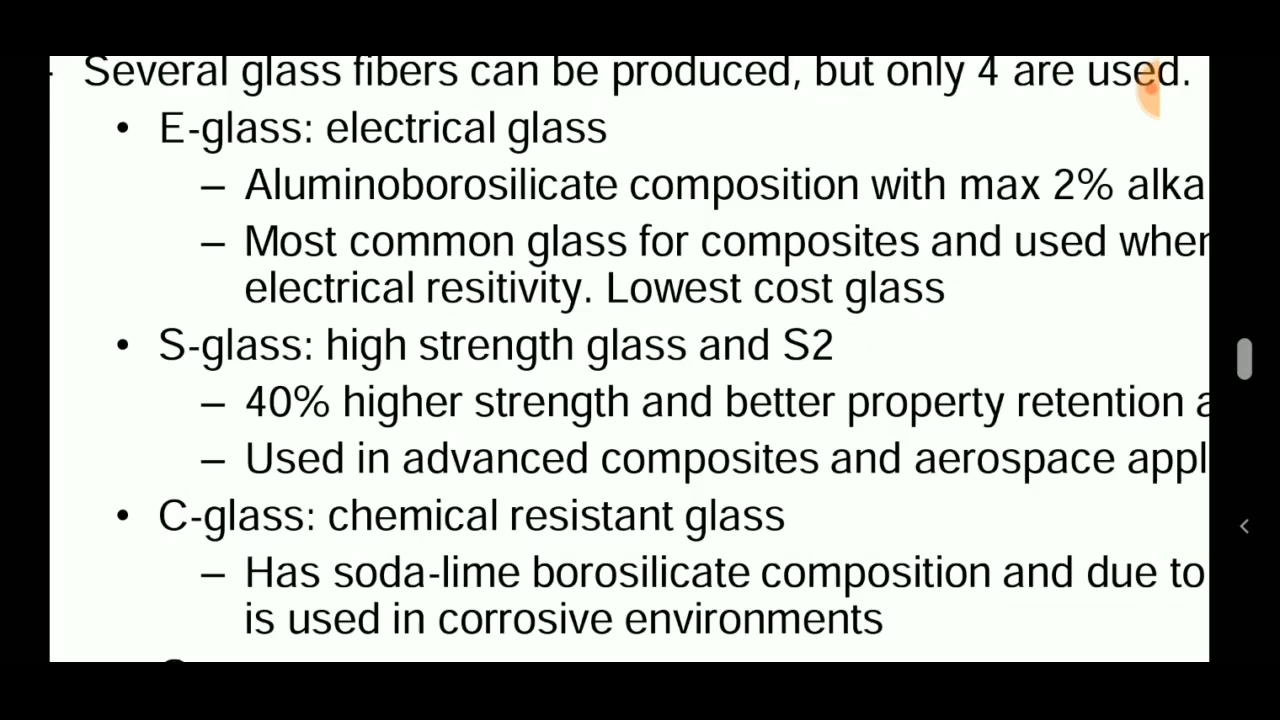 - Several glass fibers can be produced, but only 4 are used.
• E-glass: electrical glass
– Aluminoborosilicate composition with max 2% alka
– Most common glass for composites and used wher
electrical resitivity. Lowest cost glass
• S-glass: high strength glass and S2
– 40% higher strength and better property retention a
– Used in advanced composites and aerospace appl
• C-glass: chemical resistant glass
– Has soda-lime borosilicate composition and due to
is used in corrosive environments